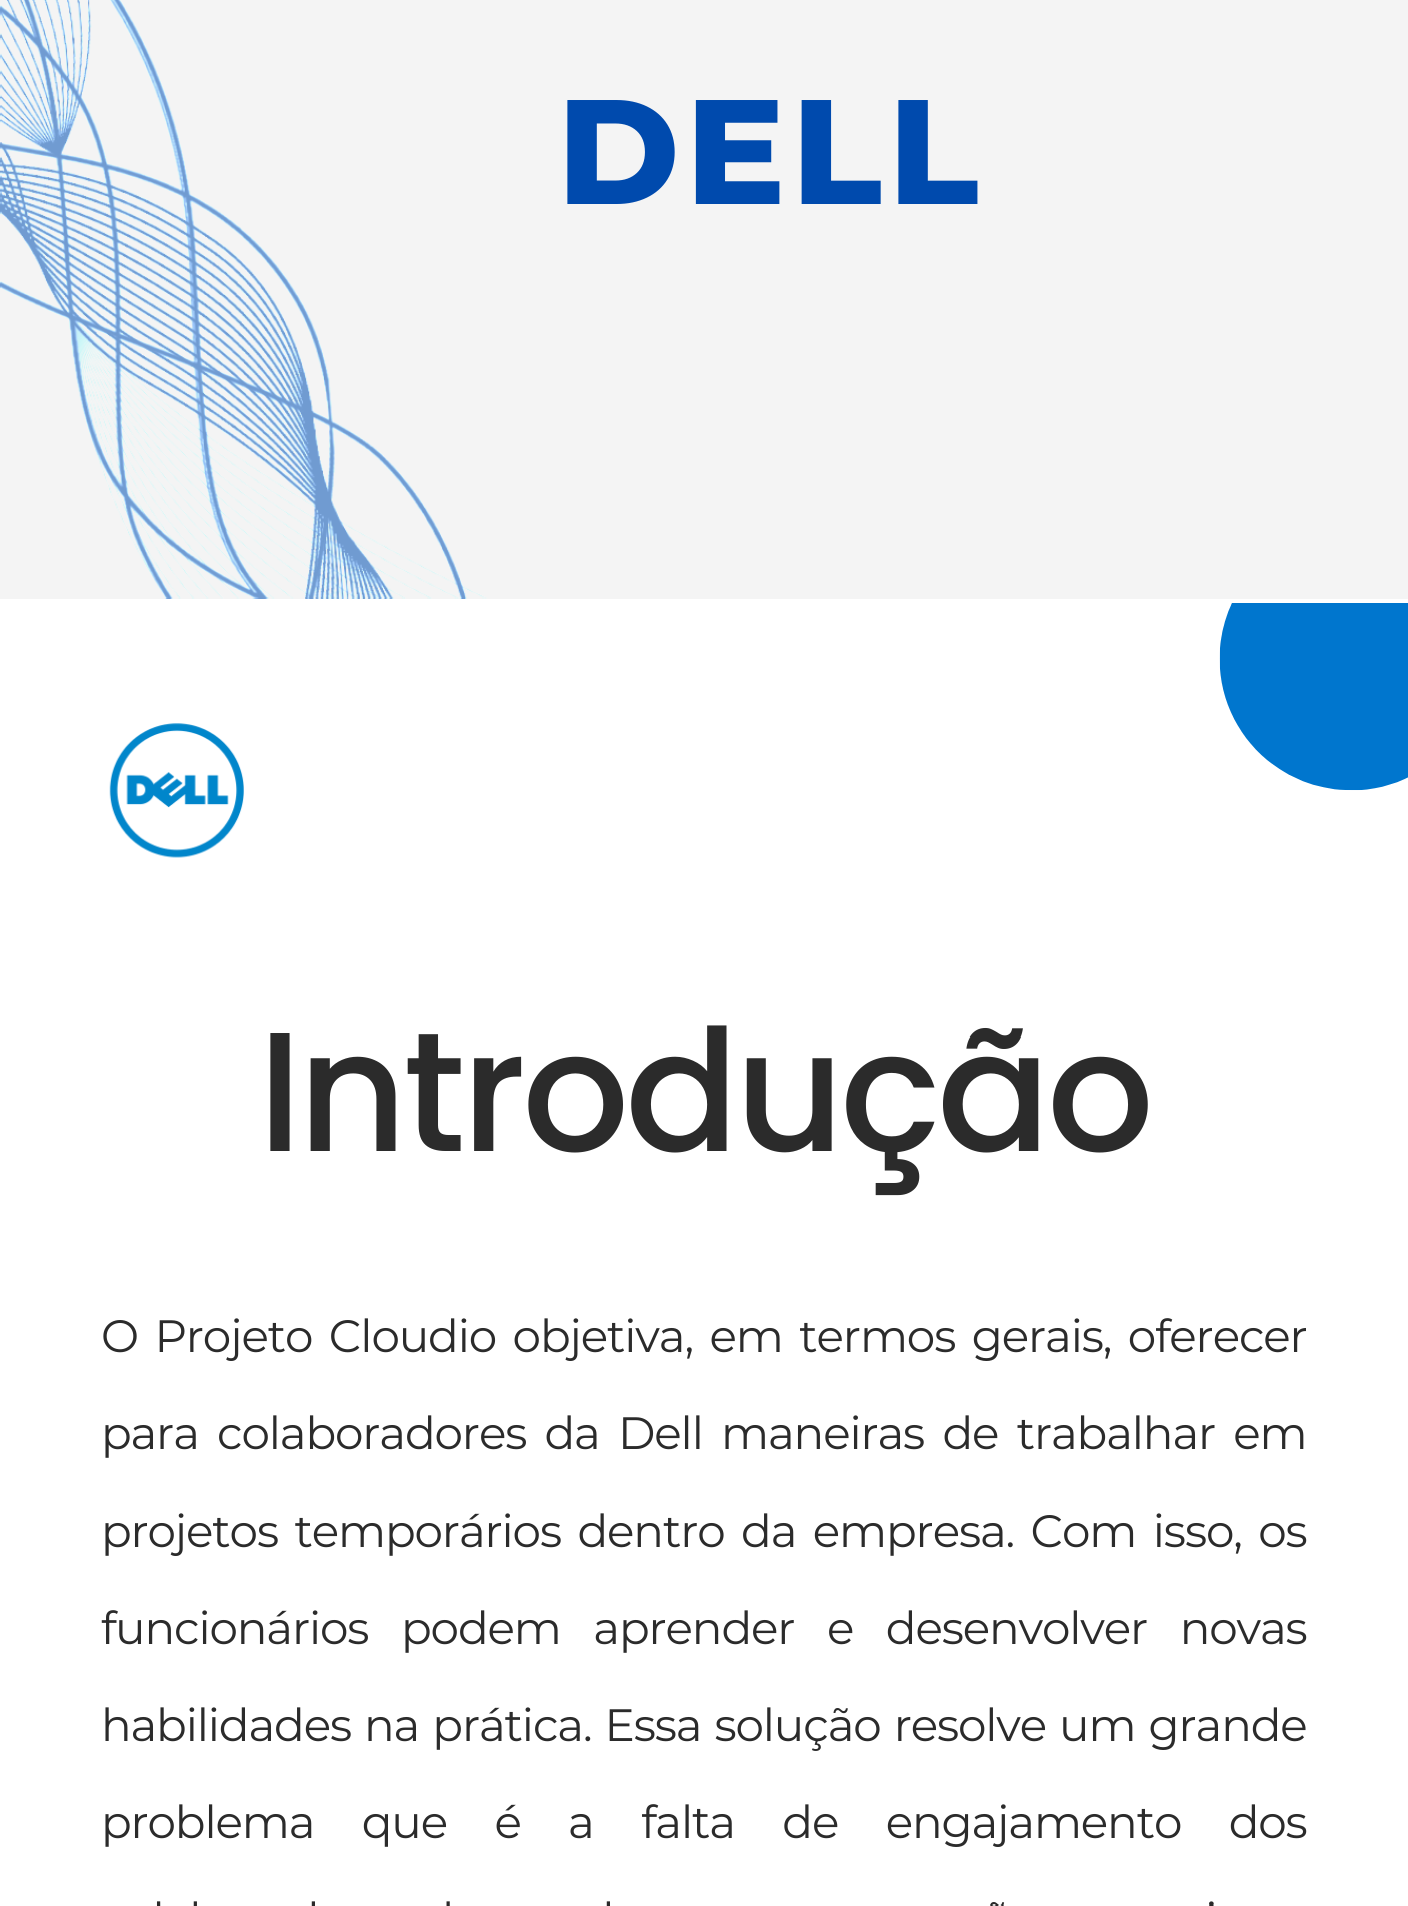 DELL
DELL
Introdução
O Projeto Cloudio objetiva, em termos gerais, oferecer
para colaboradores da Dell maneiras de trabalhar em
projetos temporários dentro da empresa. Com isso, os
funcionários podem aprender e desenvolver novas
habilidades na prática. Essa solução resolve um grande
problema que é a falta de engajamento dos